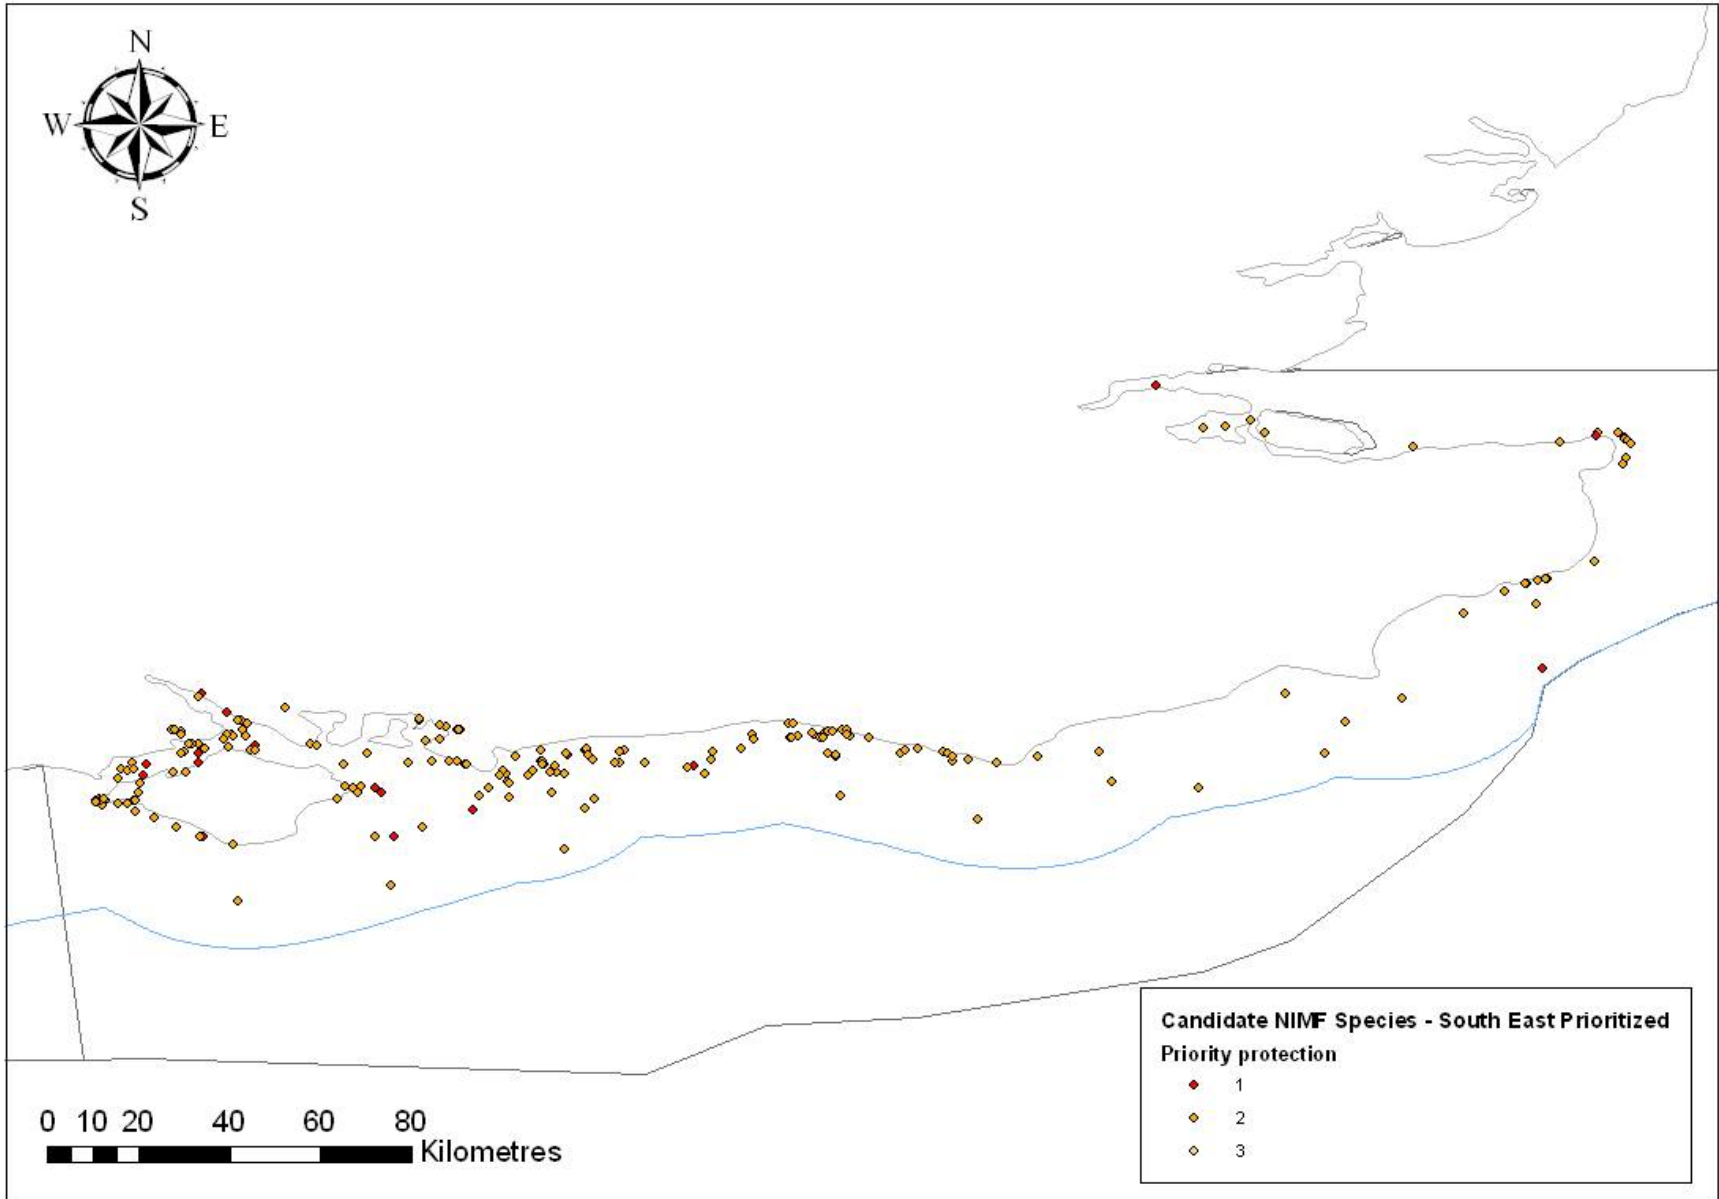 N
W E
S
Candidate NIMF Species - South East Prioritized
Priority protection
1
2
3
0 10 20 40 60 80
Kilometres